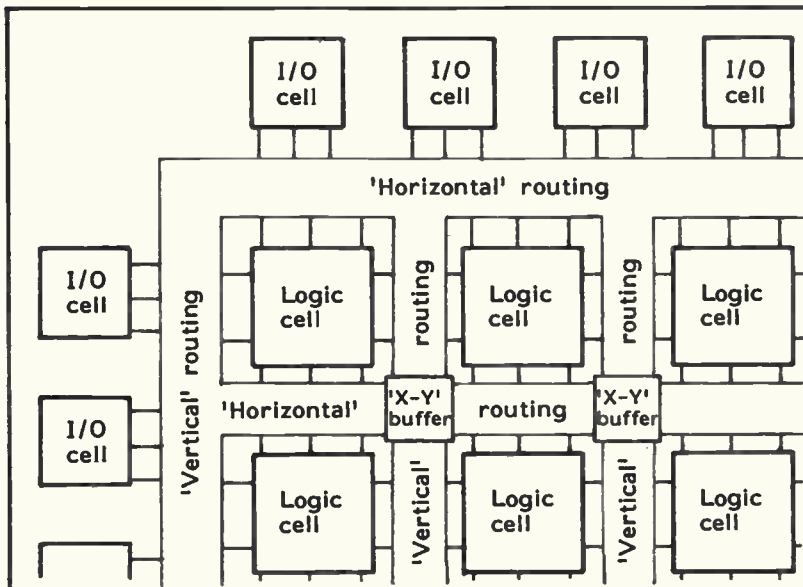 I/O
cell
I/O
cell
I/O
cell
I/O
cell
'Horizontal' routing
I/O
cell
'Vertical' routing
Logic
cell
routing
Logic
cell
routing
Logic
cell
I/O
cell
'Horizontal'
'X-Y'
buffer
routing
'X-Y'
buffer
Logic
cell
'Vertical'
Logic
cell
'Vertical'
Logic
cell